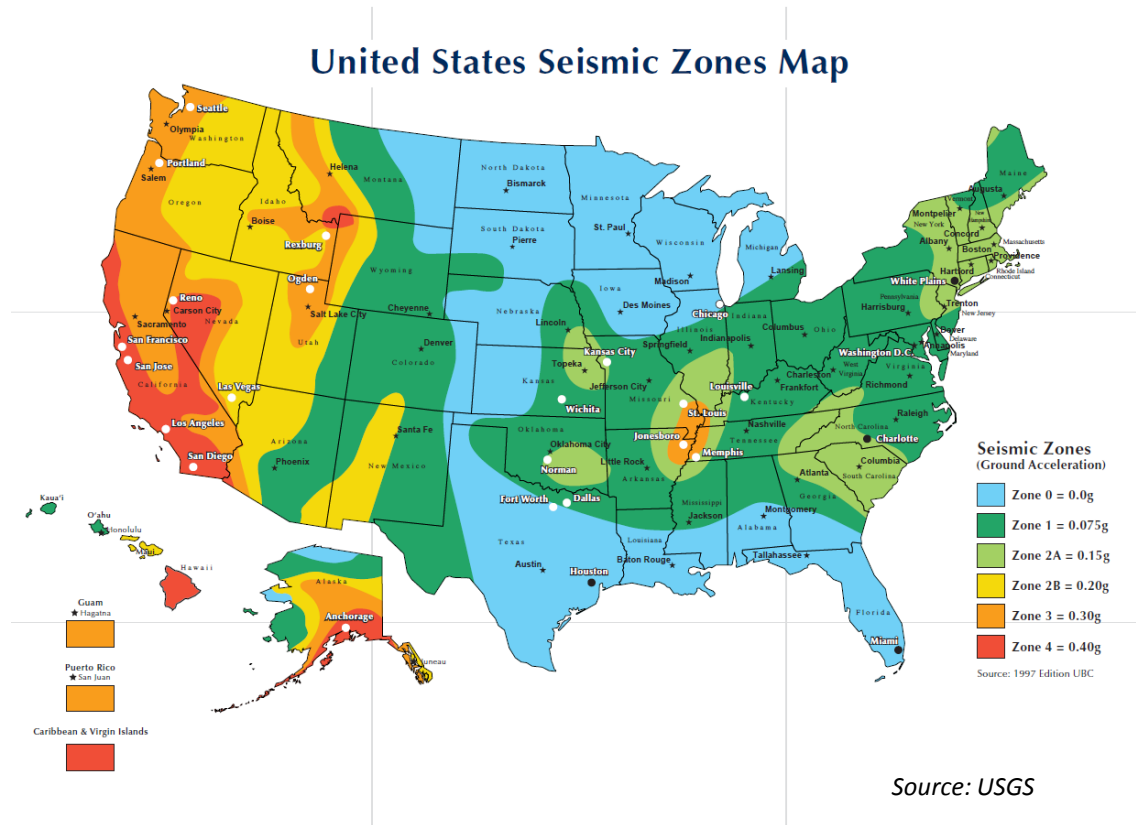 United States Seismic Zones Map
Seattle
Olympia
Washington
Portland
Salem
Oregon
Helena
Montana
Idaho
Boise
Rexburg
North Dakota
Bismarck
South Dakota
Pierre
Minnesota
St. Paul
Wisconsin
Madison
Michigan
Lansing
Maine
Augusta
Vermont
Montpelier
New York
New Hampshire
Concord
Albany
Boston
Massachusetts
Providence
Rhode Island
Hartford
Connecticut
White Plains
Pennsylvania
Harrisburg
Trenton
New Jersey
Dover
Delaware
Annapolis
Maryland
Washington D.C.
Wyoming
Cheyenne
Ogden
Salt Lake City
Utah
Reno
Carson City
Nevada
Sacramento
San Francisco
San Jose
California
Las Vegas
Los Angeles
San Diego
Arizona
Phoenix
Nebraska
Lincoln
Iowa
Des Moines
Chicago
Illinois
Springfield
Indiana
Indianapolis
Columbus
Ohio
Denver
Colorado
Kansas City
Topeka
Kansas
Wichita
Jefferson City
Missouri
St. Louis
Louisville
Frankfort
Kentucky
Charleston
West
Virginia
Virginia
Richmond
Raleigh
North Carolina
Charlotte
Santa Fe
New Mexico
Oklahoma
Oklahoma City
Norman
Little Rock
Arkansas
Jonesboro
Memphis
Nashville
Tennessee
Columbia
South Carolina
Atlanta
Georgia
Fort Worth
Dallas
Texas
Austin
Houston
Louisiana
Baton Rouge
Mississippi
Jackson
Alabama
Montgomery
Tallahassee
Florida
Miami
Kaua'i
O'ahu
Honolulu
Maui
Hawaii
Alaska
Anchorage
Juneau
Guam
Hagatna
Puerto Rico
San Juan
Caribbean & Virgin Islands
Seismic Zones
(Ground Acceleration)
Zone 0 = 0.0g
Zone 1 = 0.075g
Zone 2A = 0.15g
Zone 2B = 0.20g
Zone 3 = 0.30g
Zone 4 = 0.40g
Source: 1997 Edition UBC
Source: USGS